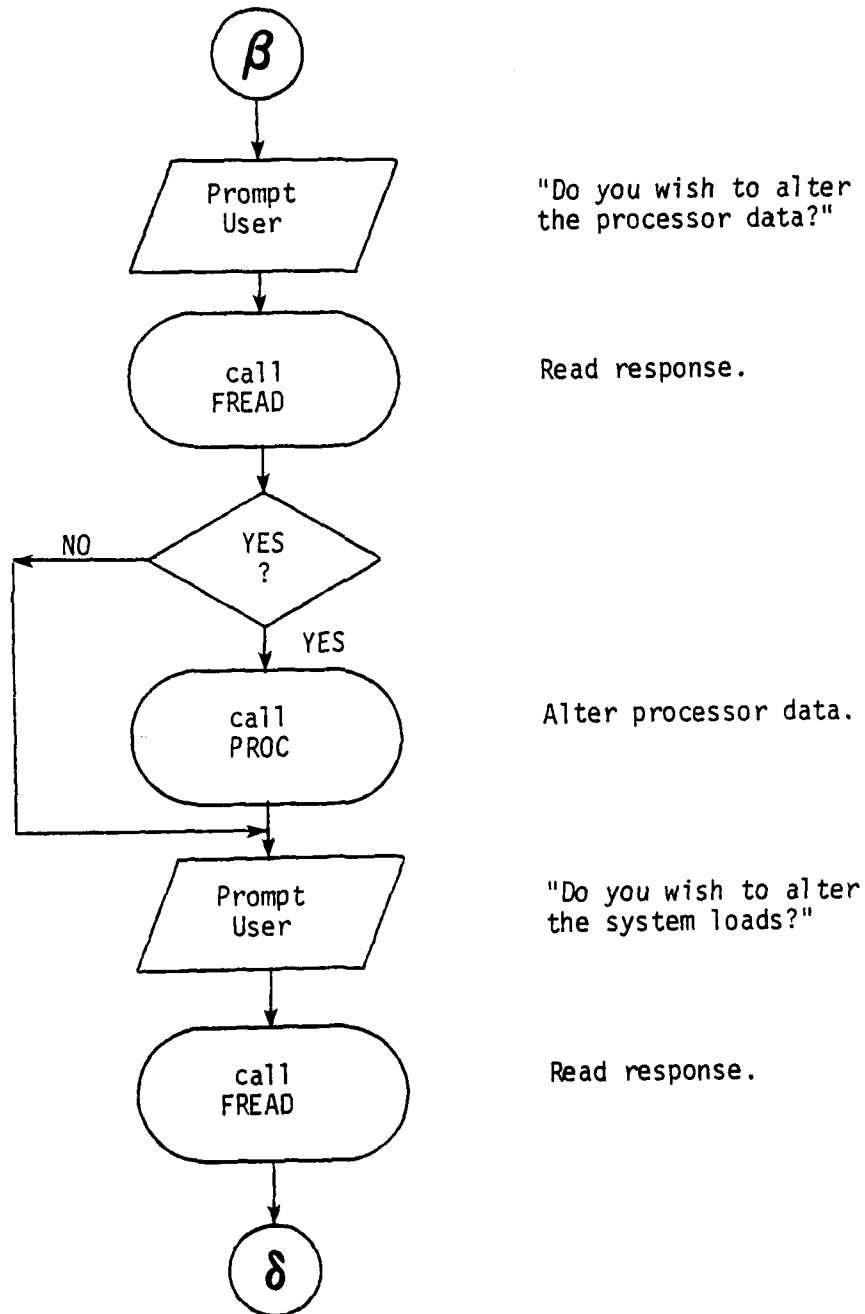 β
Prompt
User
"Do you wish to alter
the processor data?"
call
FREAD
Read response.
NO
YES
?
YES
call
PROC
Alter processor data.
Prompt
User
"Do you wish to alter
the system loads?"
call
FREAD
Read response.
δ